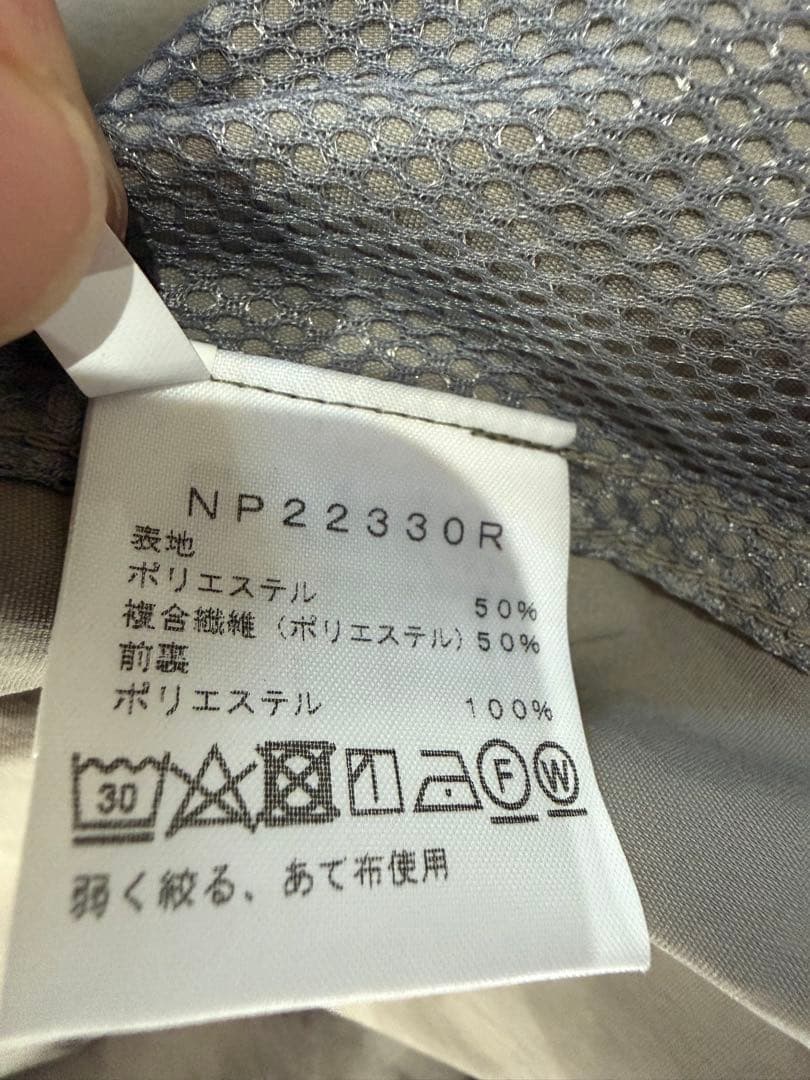 NP22330R
表地
ポリエステル 50%
複合繊維(ポリエステル)50%
前裏
ポリエステル 100%
30 F W
弱く絞る、あて布使用